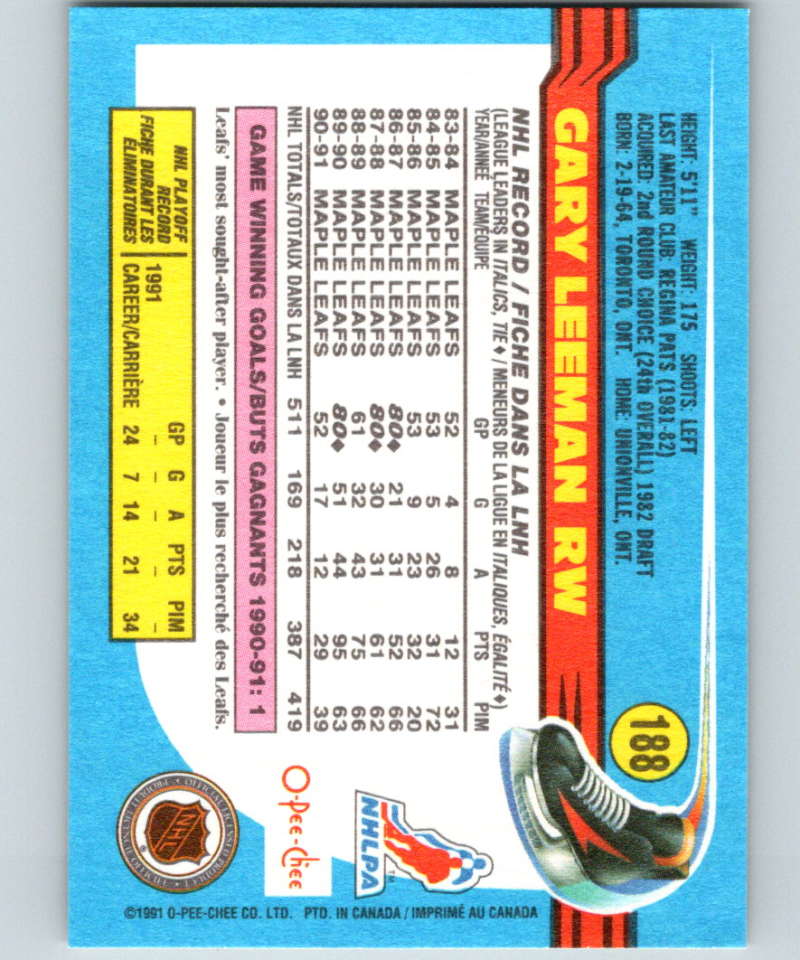 HEIGHT: 5'11" WEIGHT: 175 SHOOTS: LEFT
LAST AMATEUR CLUB: REGINA PATS (1981-82)
ACQUIRED: 2nd ROUND CHOICE (24th OVERALL) 1982 DRAFT
BORN: 2-19-64, TORONTO, ONT. HOME: UNIONVILLE, ONT.
188
GARY LEEMAN RW
NHL RECORD / FICHE DANS LA LNH
(LEAGUE LEADERS IN ITALICS, TIE ♦ / MENEURS DE LA LIGUE EN ITALIQUES, ÉGALITÉ ♦)
YEAR/ANNÉE TEAM/ÉQUIPE GP G A PTS PIM
83-84 MAPLE LEAFS 52 4 8 12 31
84-85 MAPLE LEAFS 53 5 26 31 72
85-86 MAPLE LEAFS 53 9 23 32 20
86-87 MAPLE LEAFS 80♦ 21 31 52 66
87-88 MAPLE LEAFS 80♦ 30 31 61 62
88-89 MAPLE LEAFS 61 32 43 75 66
89-90 MAPLE LEAFS 80♦ 51 44 95 63
90-91 MAPLE LEAFS 52 17 12 29 39
NHL TOTALS/TOTAUX DANS LA LNH 511 169 218 387 419
GAME WINNING GOALS/BUTS GAGNANTS 1990-91: 1
Leafs' most sought-after player. • Joueur le plus recherché des Leafs.
NHL PLAYOFF RECORD
FICHE DURANT LES ÉLIMINATOIRES
GP G A PTS PIM
1991 – – – – –
CAREER/CARRIÈRE 24 7 14 21 34
NHLPA
TM
O-Pee-Chee
NHL
®
OFFICIAL LICENSED PRODUCT
©1991 O-PEE-CHEE CO. LTD. PTD. IN CANADA / IMPRIMÉ AU CANADA